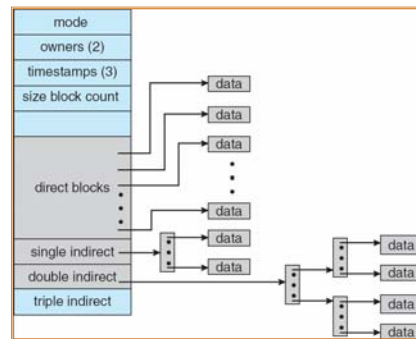 mode
owners (2)
timestamps (3)
size block count
direct blocks
single indirect
double indirect
triple indirect
data
data
data
data
data
data
data
data
data
data